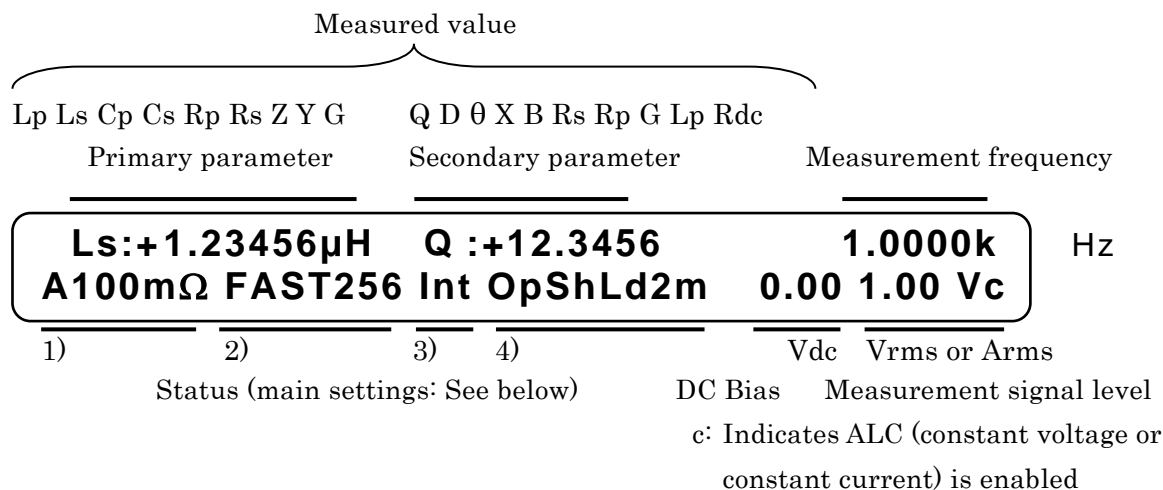 Measured value
Lp Ls Cp Cs Rp Rs Z Y G Q D θ X B Rs Rp G Lp Rdc
Primary parameter Secondary parameter Measurement frequency
Ls:+1.23456µH Q :+12.3456 1.0000k Hz
A100mΩ FAST256 Int OpShLd2m 0.00 1.00 Vc
1) 2) 3) 4) Vdc Vrms or Arms
Status (main settings: See below) DC Bias Measurement signal level
c: Indicates ALC (constant voltage or
constant current) is enabled